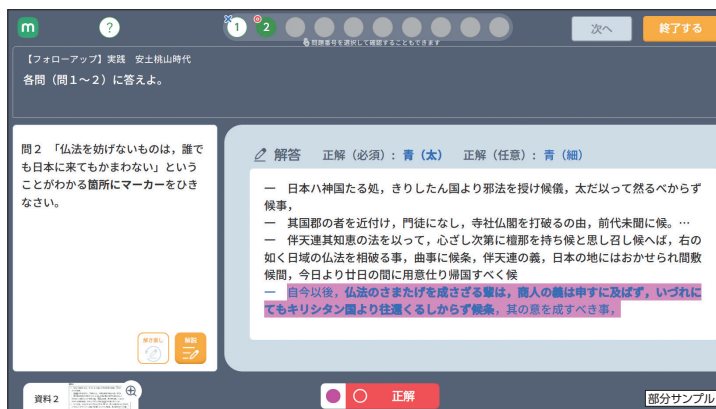 m
?
1
2
次へ
終了する
問題番号を選択して確認することもできます
【フォローアップ】実践 安土桃山時代
各問（問１～２）に答えよ。
問２ 「仏法を妨げないものは，誰で
も日本に来てもかまわない」という
ことがわかる箇所にマーカーをひき
なさい。
解き直し
解説
解答 正解（必須）：青（太） 正解（任意）：青（細）
一 日本ハ神国たる処，きりしたん国より邪法を授け候儀，太だ以って然るべからず
候事，
一 其国郡の者を近付け，門徒になし，寺社仏閣を打破るの由，前代未聞に候。…
一 伴天連其知恵の法を以って，心ざし次第に檀那を持ち候と思し召し候へば，右の
如く日域の仏法を相破る事，曲事に候条，伴天連の義，日本の地にはおかせられ間敷
候間，今日より廿日の間に用意仕り帰国すべく候
一 自今以後，仏法のさまたげを成さざる輩は，商人の義は申すに及ばず，いづれに
てもキリシタン国より往還くるしからず候条，其の意を成すべき事，
資料２
正解
部分サンプル